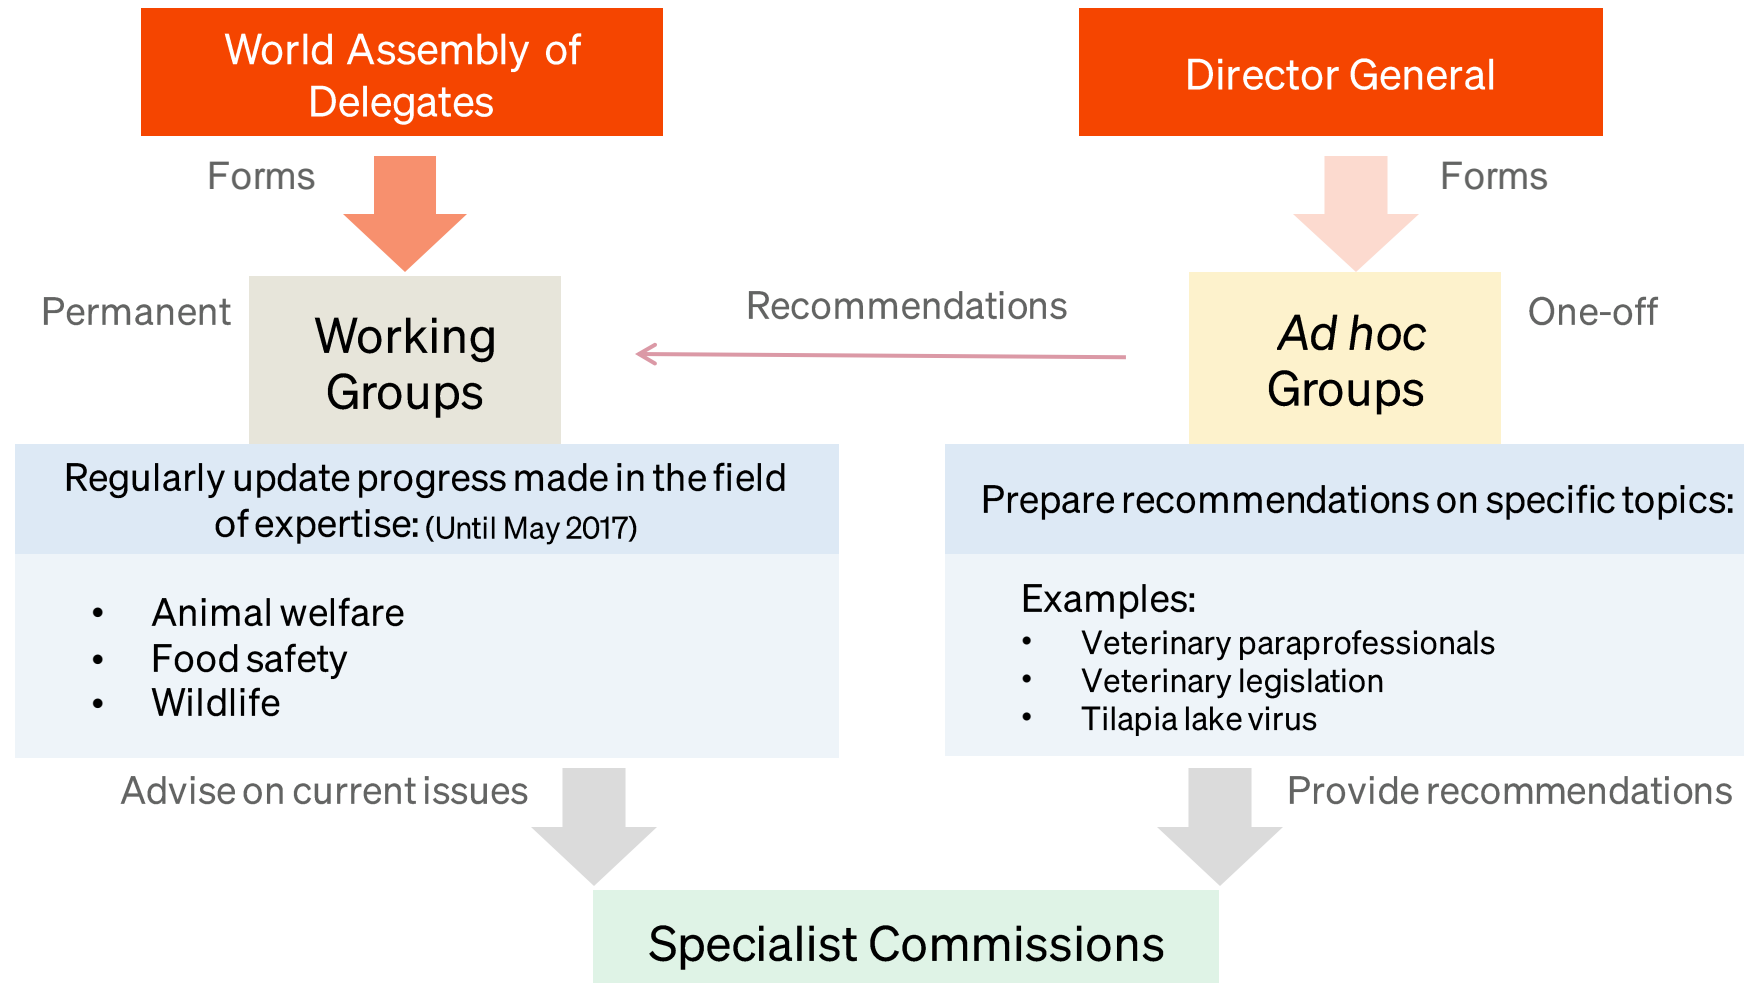 World Assembly of
Delegates
Director General
Forms
Forms
Permanent
Working
Groups
Recommendations
Ad hoc
Groups
One-off
Regularly update progress made in the field
of expertise: (Until May 2017)
• Animal welfare
• Food safety
• Wildlife
Prepare recommendations on specific topics:
Examples:
• Veterinary paraprofessionals
• Veterinary legislation
• Tilapia lake virus
Advise on current issues
Provide recommendations
Specialist Commissions